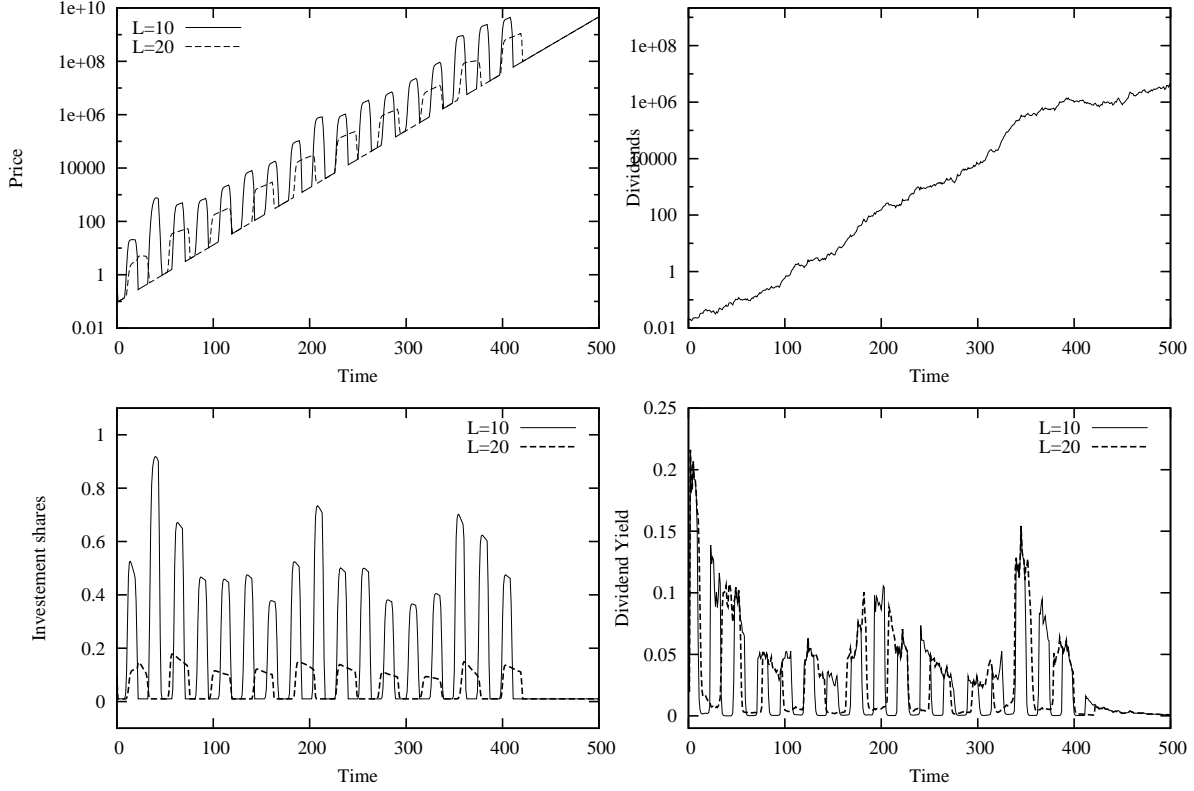 1e+10
1e+08
1e+06
10000
100
1
0.01
Price
L=10
L=20
0 100 200 300 400 500
Time
1e+08
1e+06
10000
100
1
0.01
Dividends
0 100 200 300 400 500
Time
1
0.8
0.6
0.4
0.2
0
Investement shares
L=10
L=20
0 100 200 300 400 500
Time
0.25
0.2
0.15
0.1
0.05
0
Dividend Yield
L=10
L=20
0 100 200 300 400 500
Time